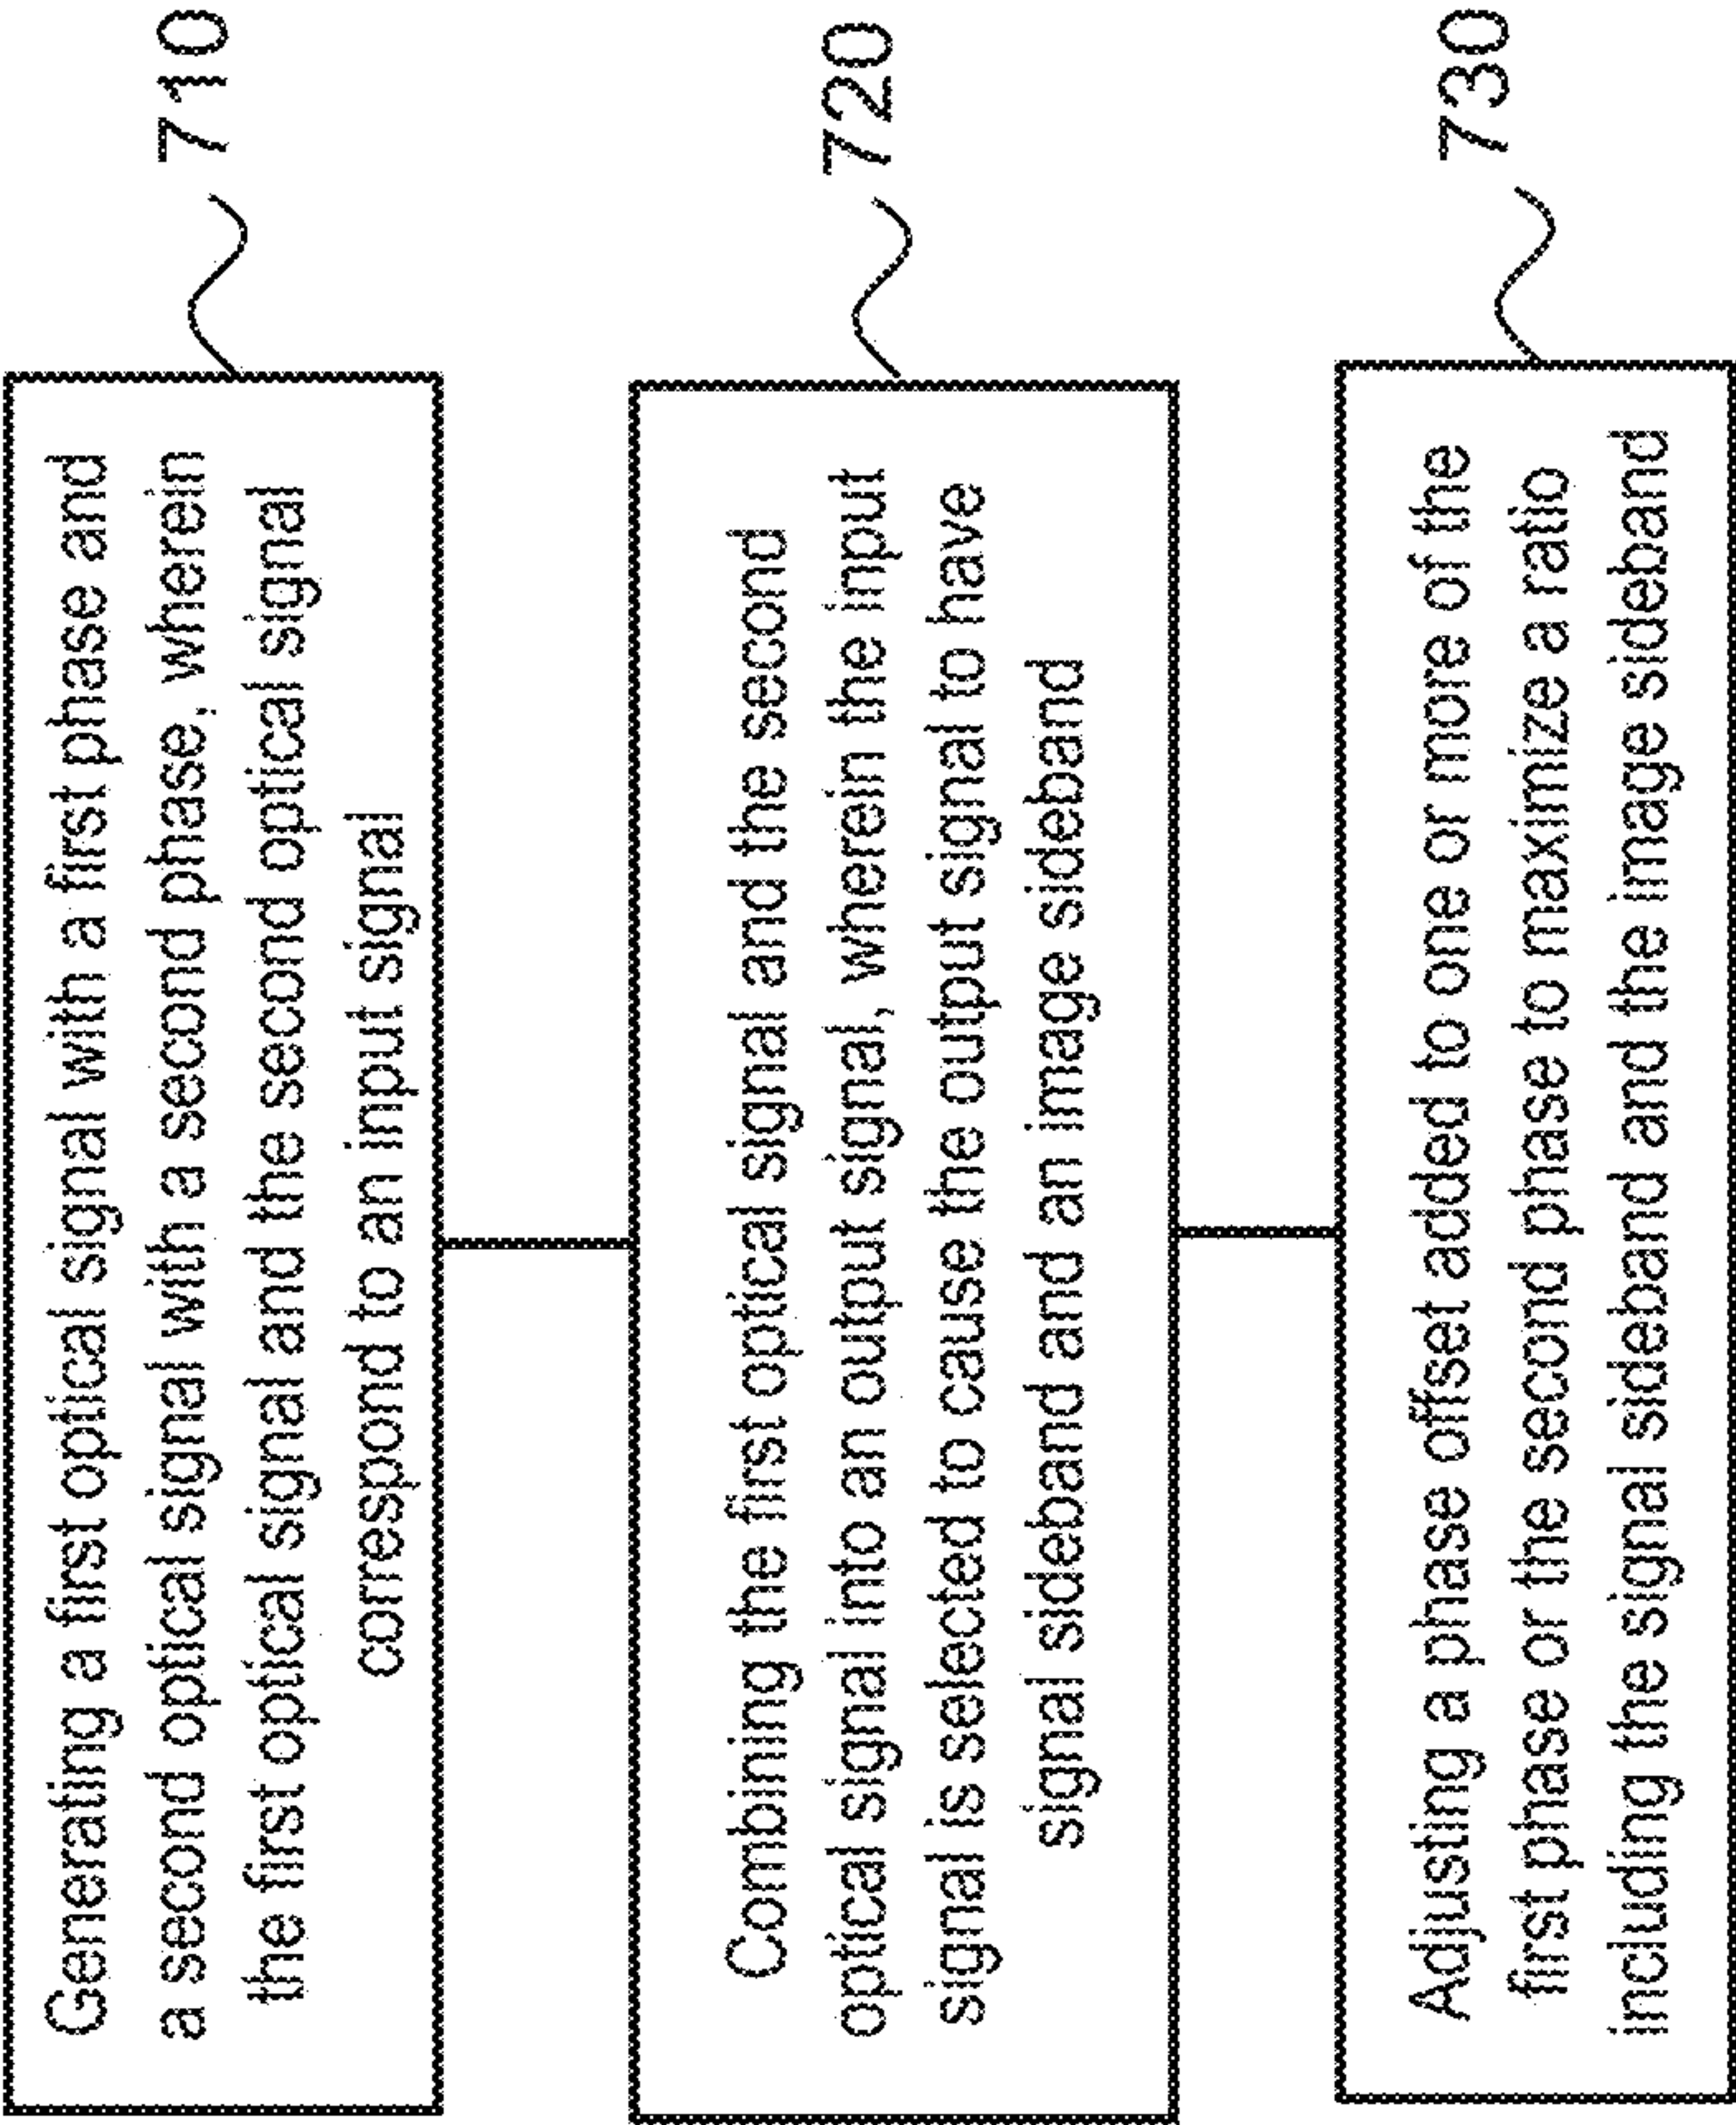 Generating a first optical signal with a first phase and
a second optical signal with a second phase, wherein
the first optical signal and the second optical signal
correspond to an input signal
710
Combining the first optical signal and the second
optical signal into an output signal, wherein the input
signal is selected to cause the output signal to have
signal sideband and an image sideband
720
Adjusting a phase offset added to one or more of the
first phase or the second phase to maximize a ratio
including the signal sideband and the image sideband
730